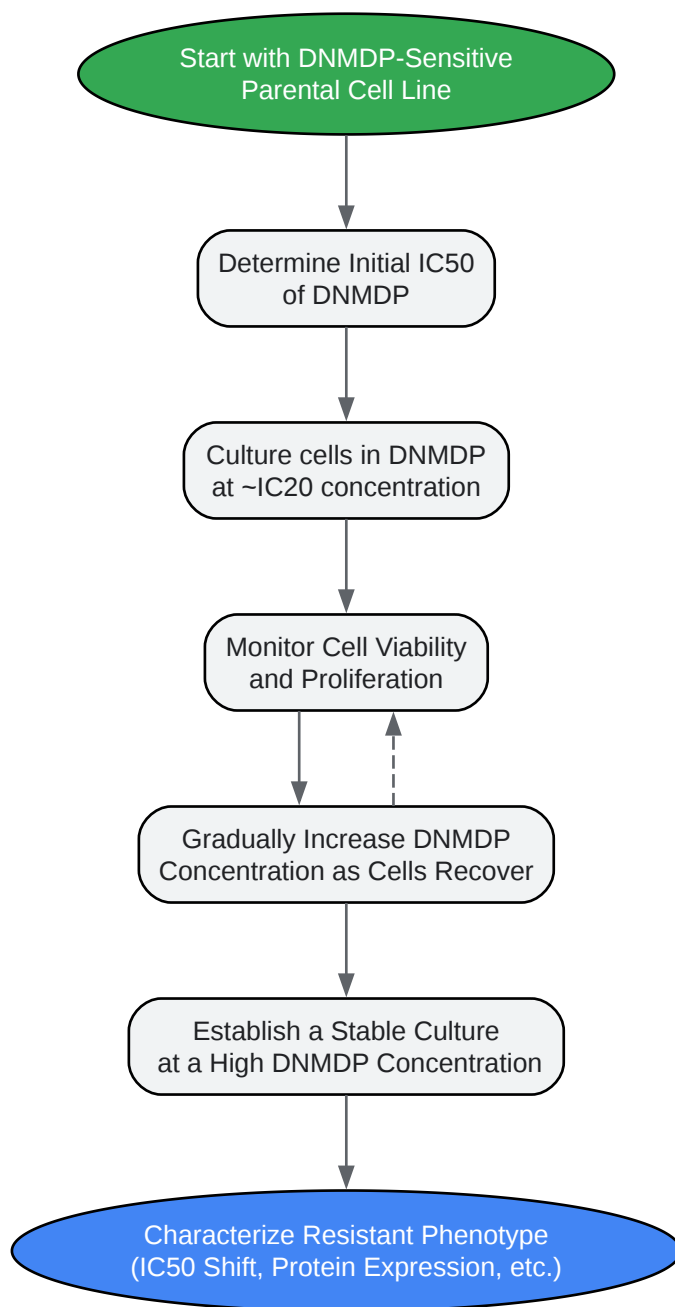 Start with DNMDP-Sensitive
Parental Cell Line
Determine Initial IC50
of DNMDP
Culture cells in DNMDP
at ~IC20 concentration
Monitor Cell Viability
and Proliferation
Gradually Increase DNMDP
Concentration as Cells Recover
Establish a Stable Culture
at a High DNMDP Concentration
Characterize Resistant Phenotype
(IC50 Shift, Protein Expression, etc.)